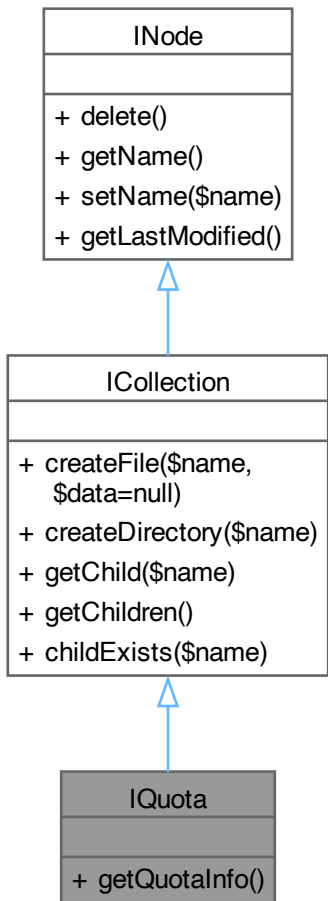 INode
+ delete()
+ getName()
+ setName($name)
+ getLastModified()
ICollection
+ createFile($name,
$data=null)
+ createDirectory($name)
+ getChild($name)
+ getChildren()
+ childExists($name)
IQuota
+ getQuotaInfo()